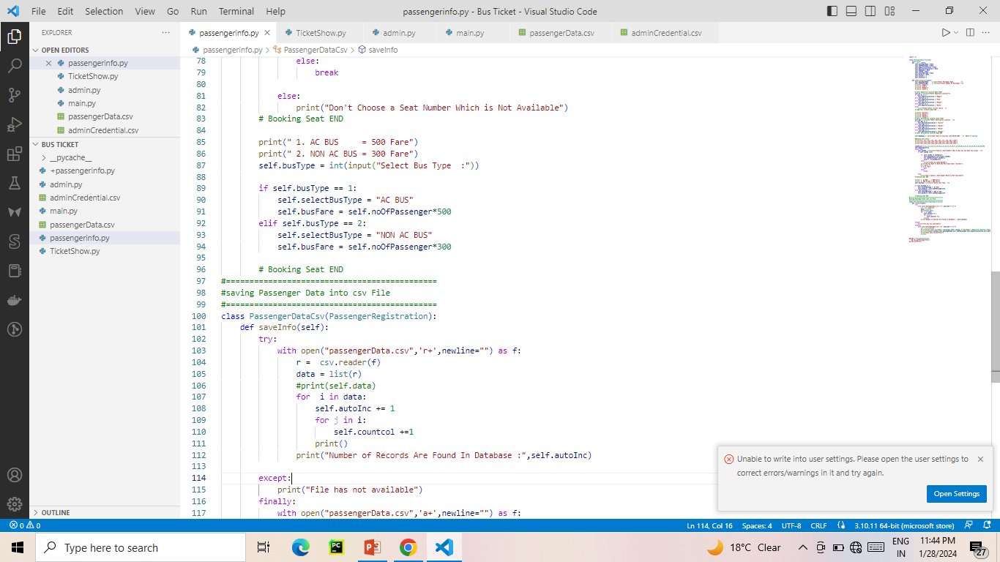 File Edit Selection View Go Run Terminal Help
passengerinfo.py - Bus Ticket - Visual Studio Code
EXPLORER
OPEN EDITORS
passengerinfo.py
TicketShow.py
admin.py
main.py
passengerData.csv
adminCredential.csv
BUS TICKET
__pycache__
+passengerinfo.py
admin.py
adminCredential.csv
main.py
passengerData.csv
passengerinfo.py
TicketShow.py
OUTLINE
passengerinfo.py TicketShow.py admin.py main.py passengerData.csv adminCredential.csv
passengerinfo.py > PassengerDataCsv > saveInfo
78 else:
79 break
80
81 else:
82 print("Don't Choose a Seat Number Which is Not Available")
83 # Booking Seat END
84
85 print(" 1. AC BUS     = 500 Fare")
86 print(" 2. NON AC BUS = 300 Fare")
87 self.busType = int(input("Select Bus Type  :"))
88
89 if self.busType == 1:
90 self.selectBusType = "AC BUS"
91 self.busFare = self.noOfPassenger*500
92 elif self.busType == 2:
93 self.selectBusType = "NON AC BUS"
94 self.busFare = self.noOfPassenger*300
95
96 # Booking Seat END
97 #=============================================
98 #saving Passenger Data into csv File
99 #=============================================
100 class PassengerDataCsv(PassengerRegistration):
101 def saveInfo(self):
102 try:
103 with open("passengerData.csv",'r+',newline="") as f:
104 r =  csv.reader(f)
105 data = list(r)
106 #print(self.data)
107 for  i in data:
108 self.autoInc += 1
109 for j in i:
110 self.countcol +=1
111 print()
112 print("Number of Records Are Found In Database :",self.autoInc)
113
114 except:
115 print("File has not available")
116 finally:
117 with open("passengerData.csv",'a+',newline="") as f:
Unable to write into user settings. Please open the user settings to
correct errors/warnings in it and try again.
Open Settings
0 0
Ln 114, Col 16 Spaces: 4 UTF-8 CRLF 3.10.11 64-bit (microsoft store)
Type here to search
PC
18°C Clear
ENG
IN
11:44 PM
1/28/2024
27